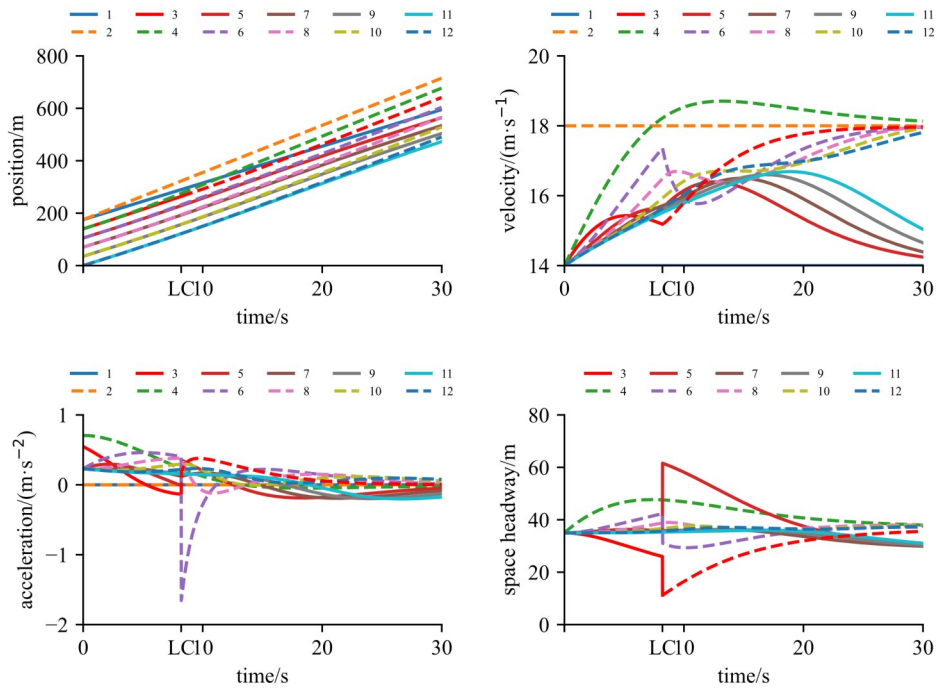 1 3 5 7 9 11
2 4 6 8 10 12
800
600
400
200
0
position/m
LC10 20 30
time/s
1 3 5 7 9 11
2 4 6 8 10 12
20
18
16
14
velocity/(m·s⁻¹)
0 LC10 20 30
time/s
1 3 5 7 9 11
2 4 6 8 10 12
1
0
−1
−2
acceleration/(m·s⁻²)
0 LC10 20 30
time/s
3 5 7 9 11
4 6 8 10 12
80
60
40
20
0
space headway/m
LC10 20 30
time/s